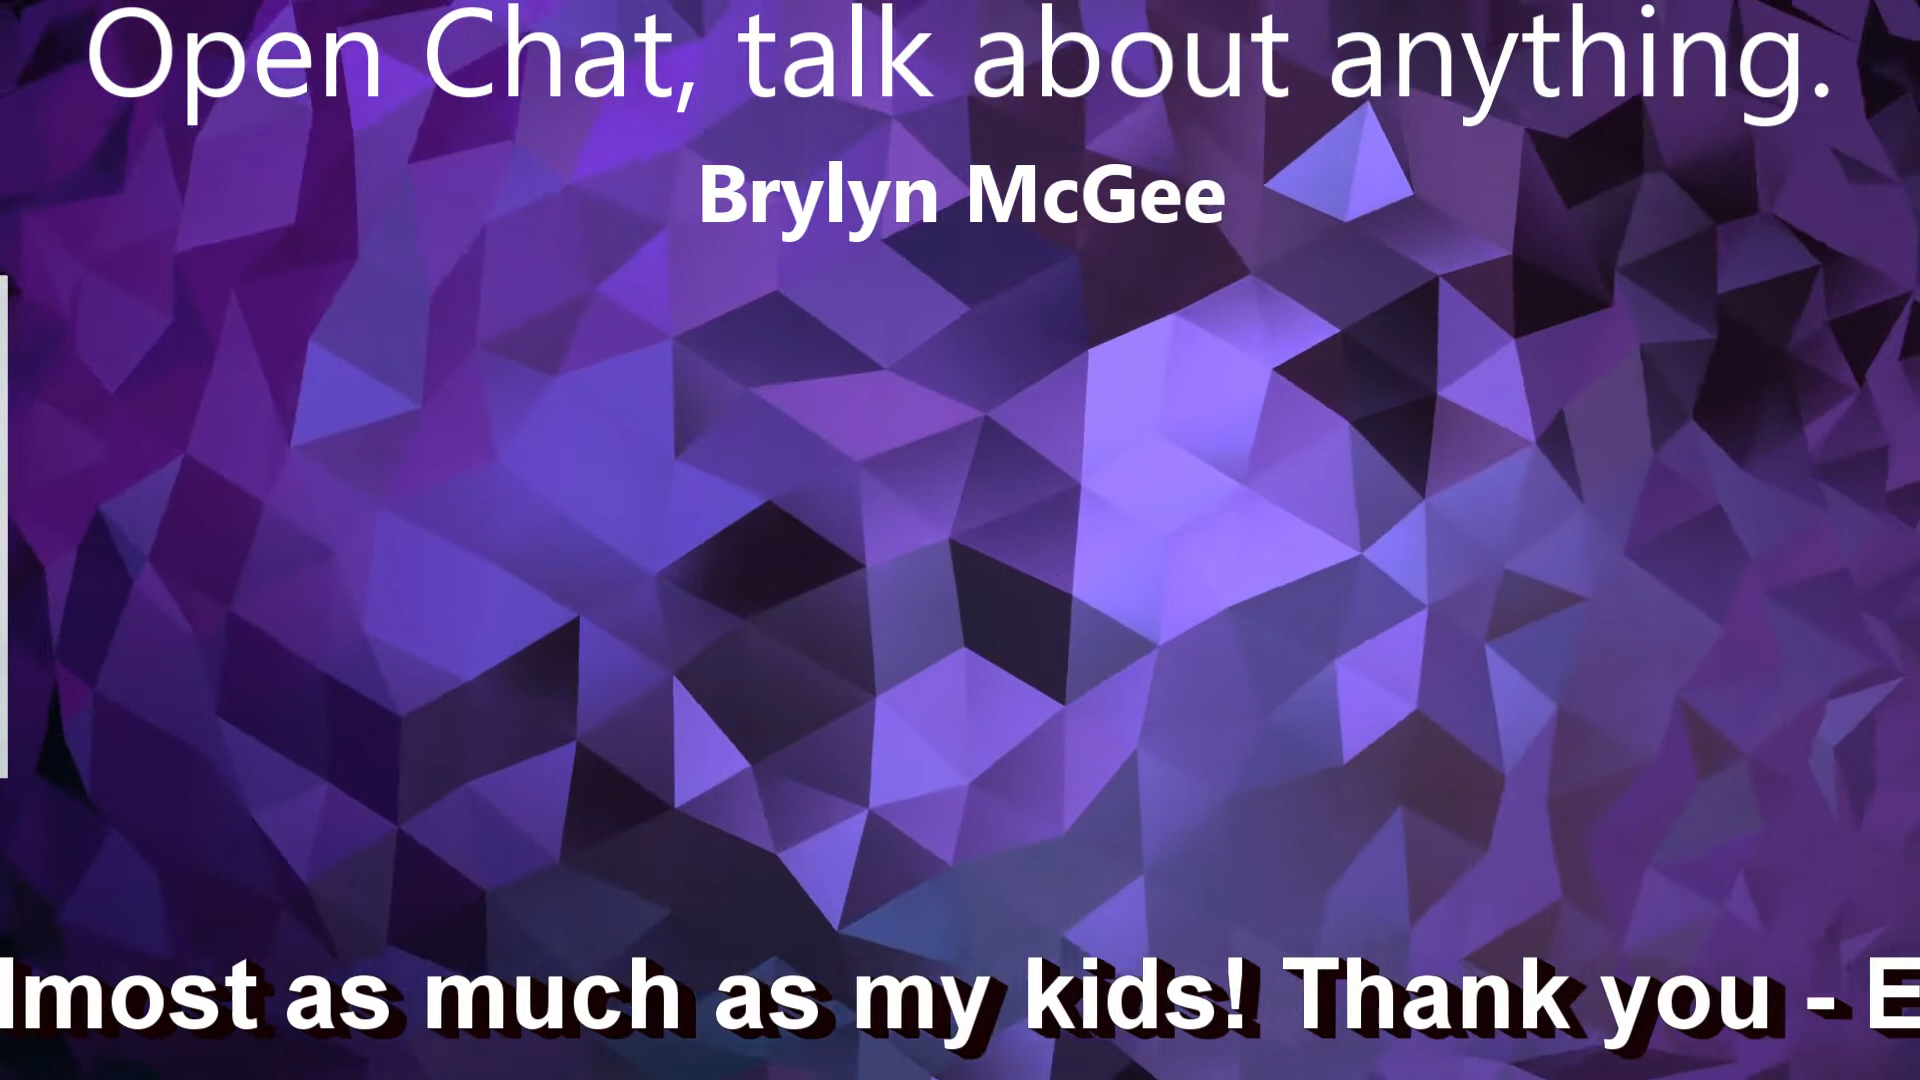 Open Chat, talk about anything.
Brylyn McGee
lmost as much as my kids! Thank you - E